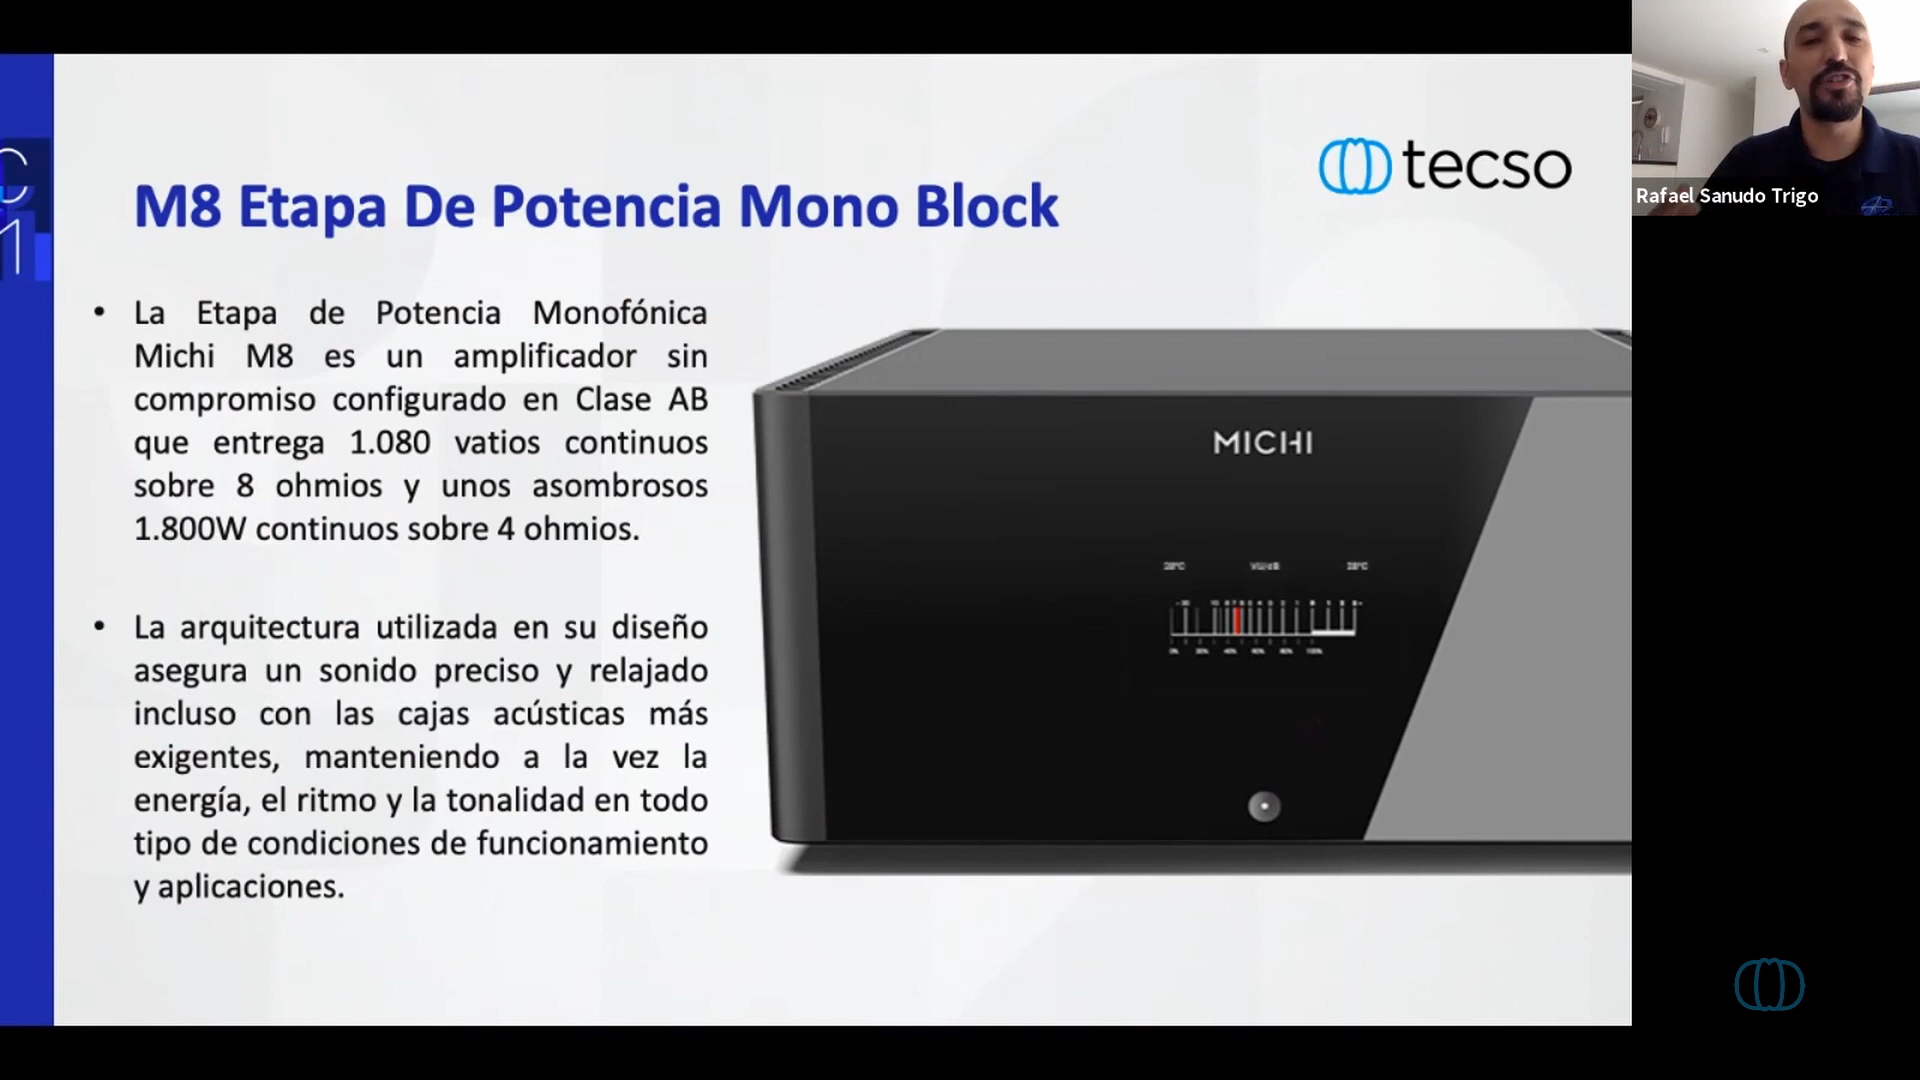 tecso
Rafael Sanudo Trigo
M8 Etapa De Potencia Mono Block
• La Etapa de Potencia Monofónica
Michi M8 es un amplificador sin
compromiso configurado en Clase AB
que entrega 1.080 vatios continuos
sobre 8 ohmios y unos asombrosos
1.800W continuos sobre 4 ohmios.
• La arquitectura utilizada en su diseño
asegura un sonido preciso y relajado
incluso con las cajas acústicas más
exigentes, manteniendo a la vez la
energía, el ritmo y la tonalidad en todo
tipo de condiciones de funcionamiento
y aplicaciones.
MICHI